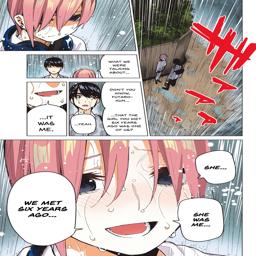 WHAT WE
WERE
TALKING
ABOUT...
DIDN'T YOU
KNOW,
FUTARO-
KUN...
...THAT THE
GIRL YOU MET
SIX YEARS
AGO WAS ONE
OF US?
...YEAH.
...IT
WAS
ME.
SHE...
SHE
WAS
ME...
WE MET
SIX YEARS
AGO...